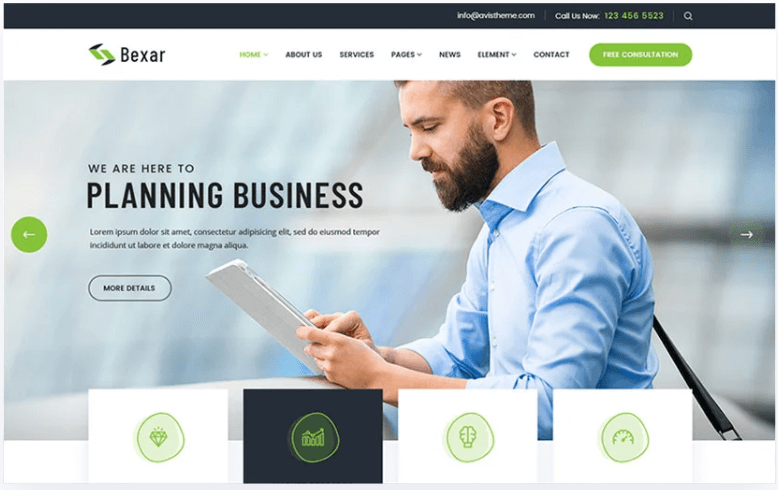 info@avistheme.com Call Us Now: 123 456 5523
Bexar HOME ABOUT US SERVICES PAGES NEWS ELEMENT CONTACT FREE CONSULTATION
WE ARE HERE TO
PLANNING BUSINESS
Lorem ipsum dolor sit amet, consectetur adipisicing elit, sed do eiusmod tempor
incididunt ut labore et dolore magna aliqua.
MORE DETAILS